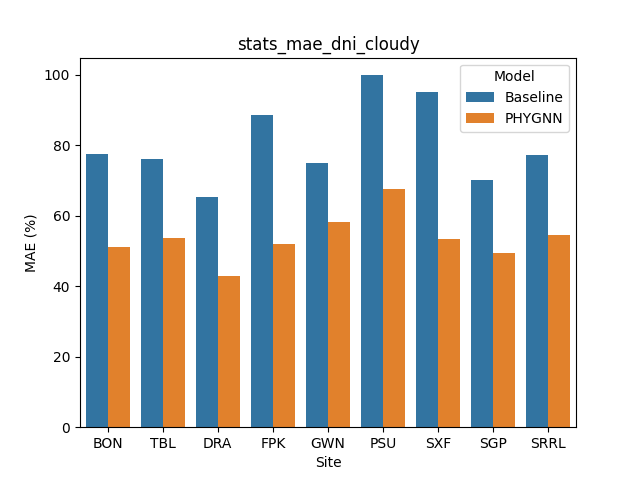 stats_mae_dni_cloudy
Model
Baseline
PHYGNN
MAE (%)
100
80
60
40
20
0
BON TBL DRA FPK GWN PSU SXF SGP SRRL
Site